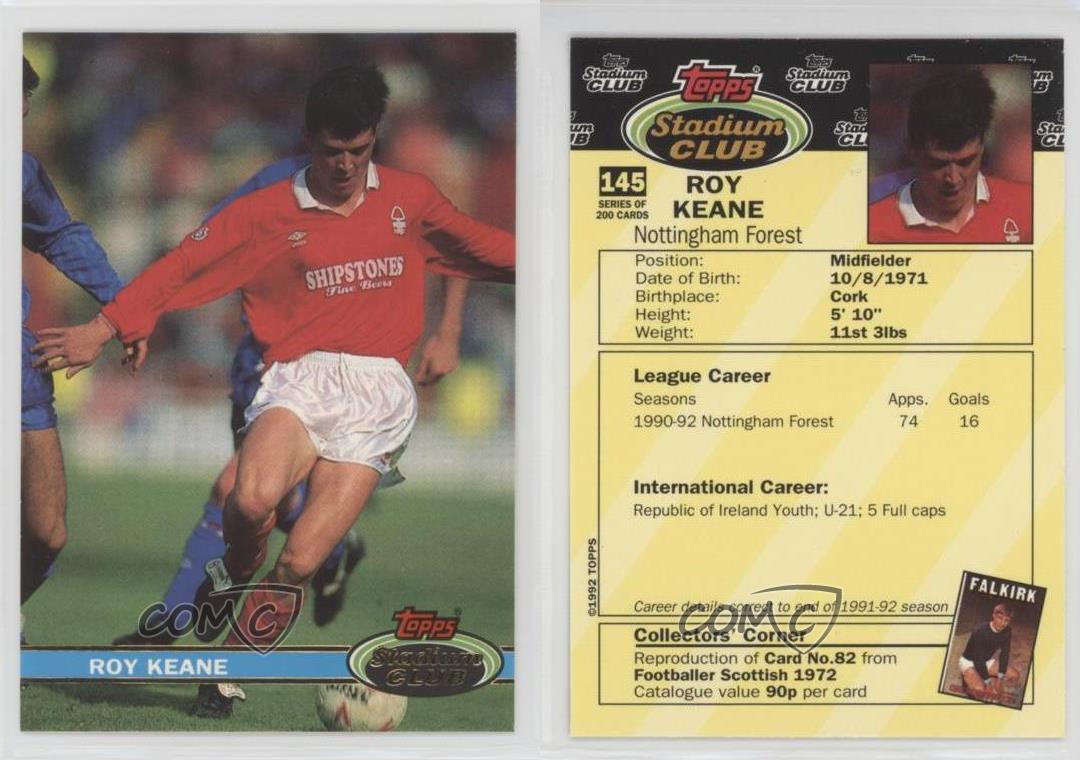 SHIPSTONES
Fine Beers
COMC
ROY KEANE
Topps
Stadium
CLUB
Topps
Stadium
CLUB
Topps®
Stadium
CLUB
Topps
Stadium
CLUB
145
SERIES OF
200 CARDS
ROY
KEANE
Nottingham Forest
Position: Midfielder
Date of Birth: 10/8/1971
Birthplace: Cork
Height: 5' 10"
Weight: 11st 3lbs
League Career
Seasons Apps. Goals
1990-92 Nottingham Forest 74 16
International Career:
Republic of Ireland Youth; U-21; 5 Full caps
©1992 TOPPS
Career details correct to end of 1991-92 season
COMC
Collectors' Corner
Reproduction of Card No.82 from
Footballer Scottish 1972
Catalogue value 90p per card
FALKIRK